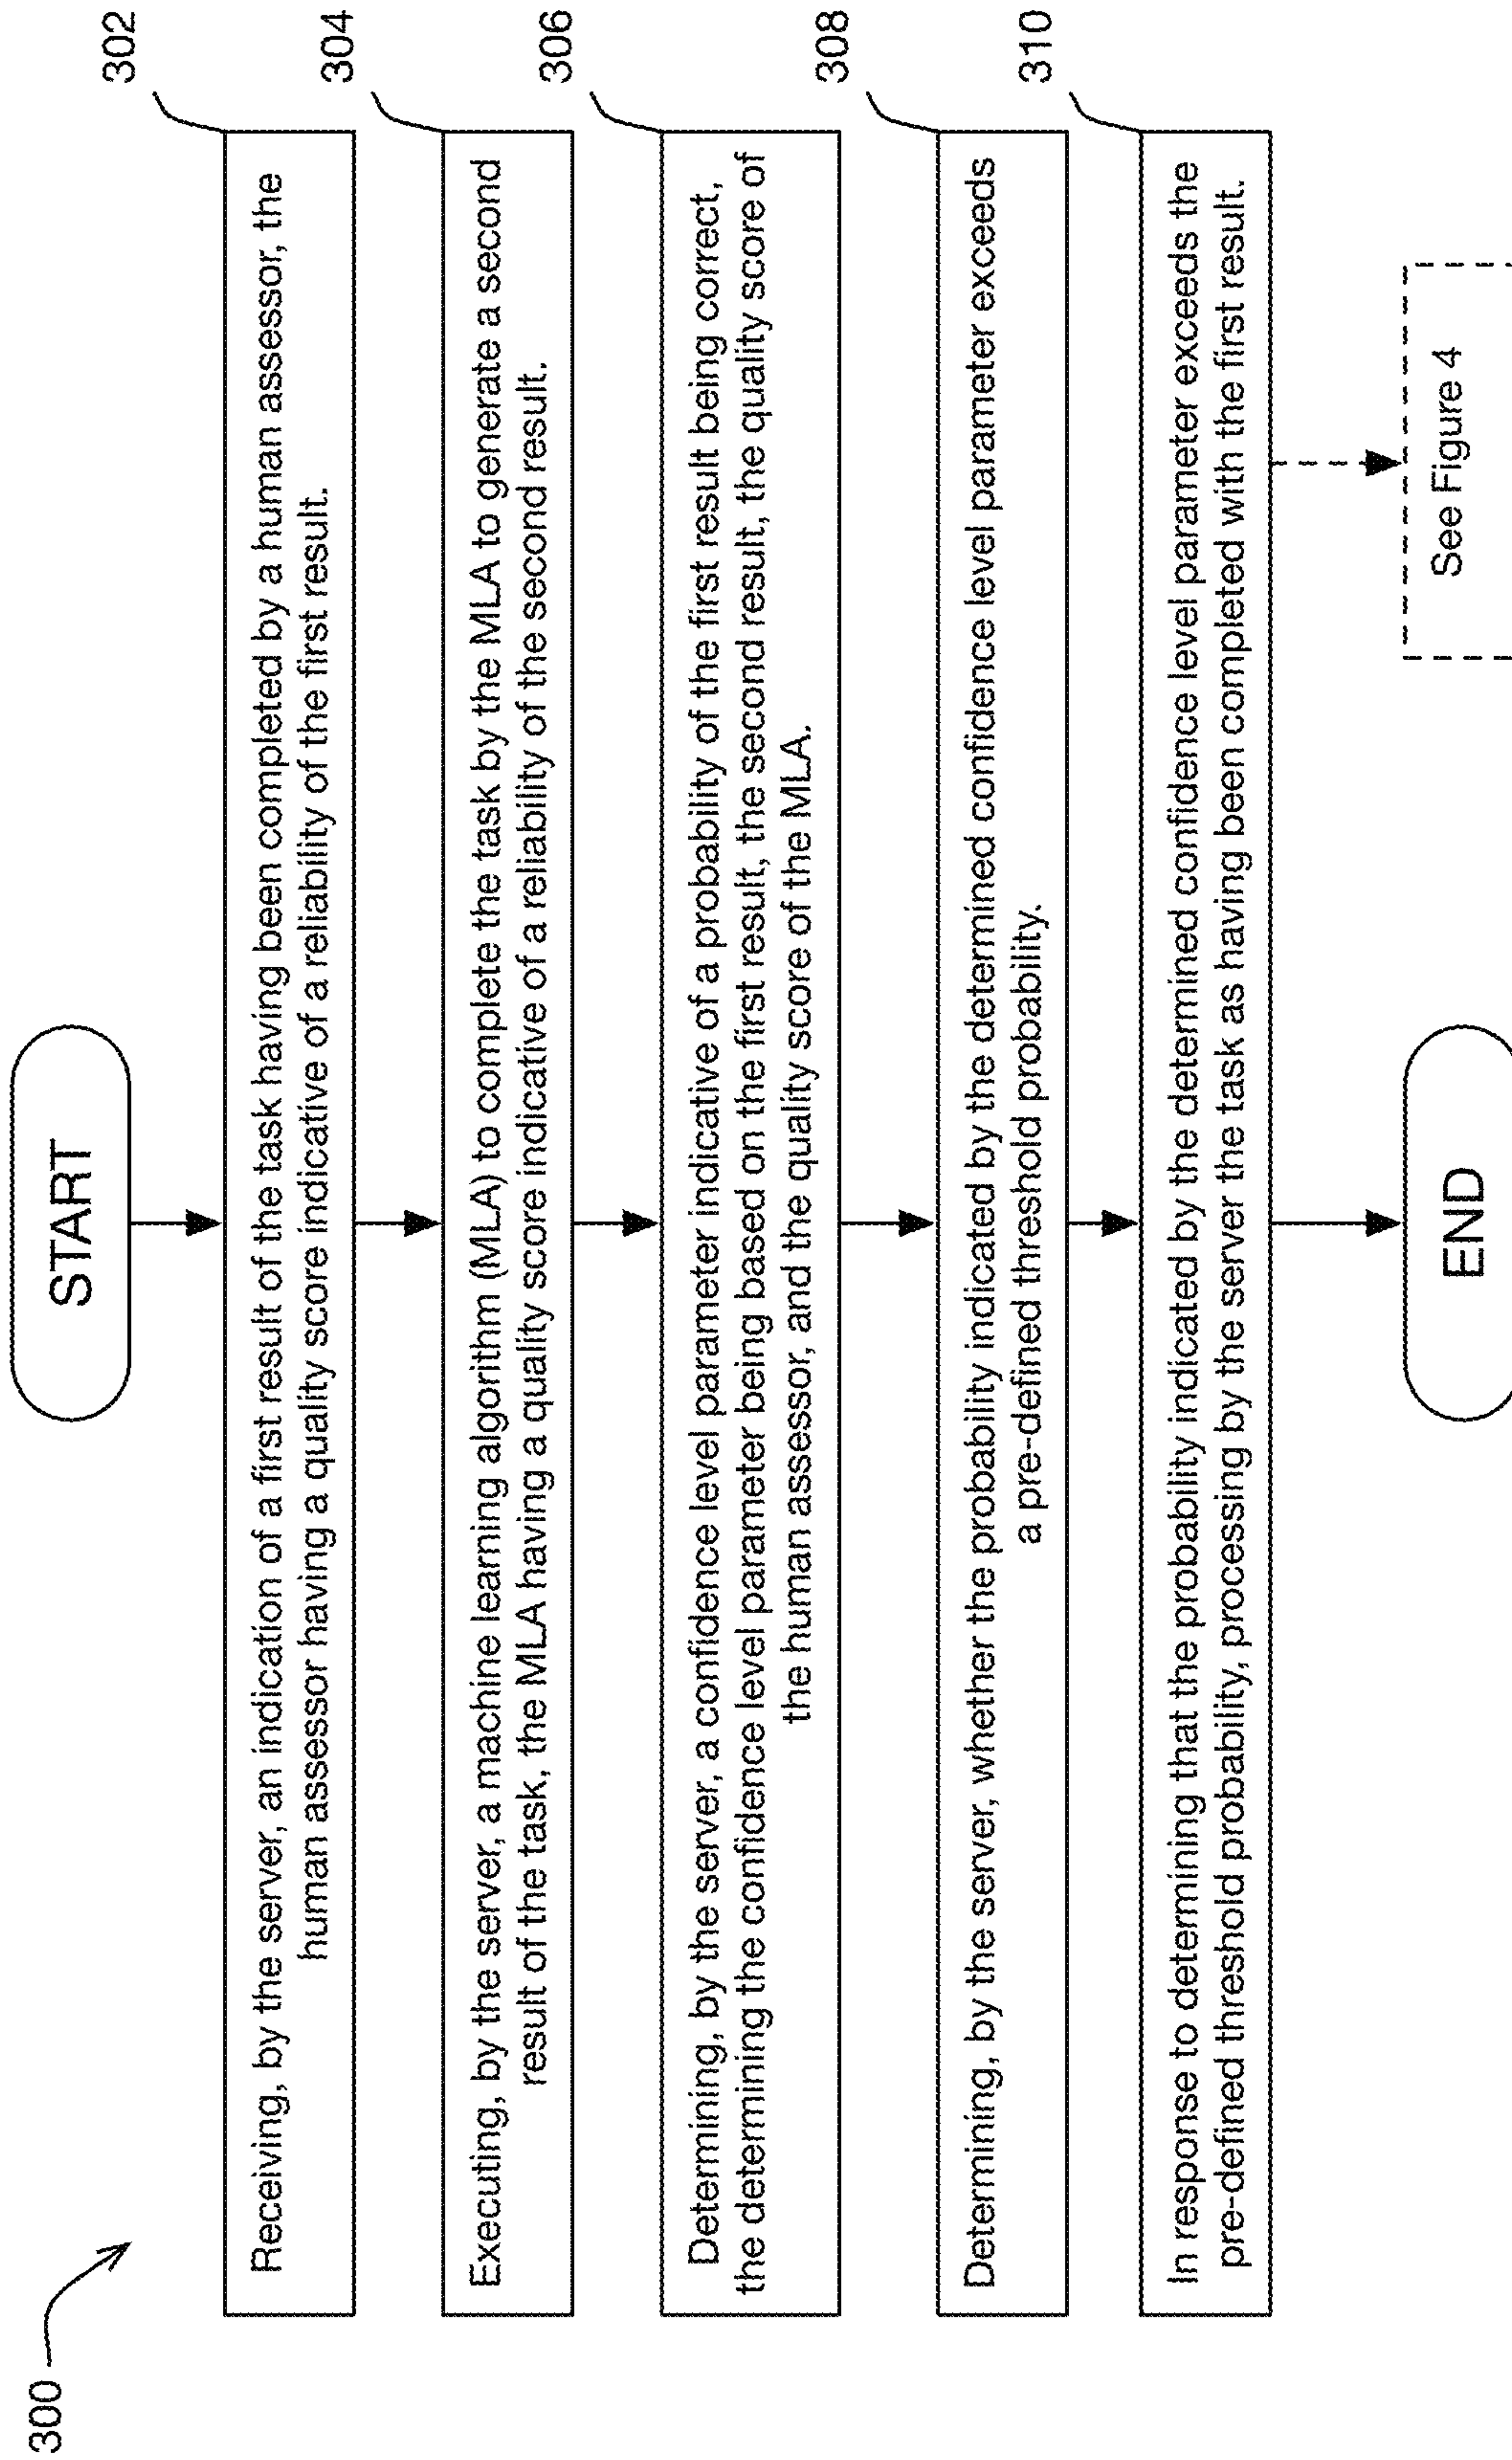 300
START
302
Receiving, by the server, an indication of a first result of the task having been completed by a human assessor, the
human assessor having a quality score indicative of a reliability of the first result.
304
Executing, by the server, a machine learning algorithm (MLA) to complete the task by the MLA to generate a second
result of the task, the MLA having a quality score indicative of a reliability of the second result.
306
Determining, by the server, a confidence level parameter indicative of a probability of the first result being correct,
the determining the confidence level parameter being based on the first result, the second result, the quality score of
the human assessor, and the quality score of the MLA.
308
Determining, by the server, whether the probability indicated by the determined confidence level parameter exceeds
a pre-defined threshold probability.
310
In response to determining that the probability indicated by the determined confidence level parameter exceeds the
pre-defined threshold probability, processing by the server the task as having been completed with the first result.
END
See Figure 4